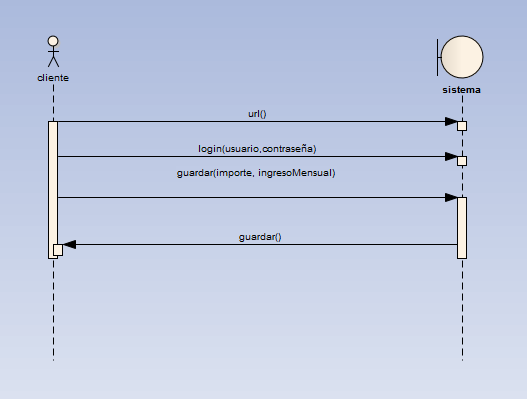 cliente
sistema
url()
login(usuario,contraseña)
guardar(importe, ingresoMensual)
guardar()